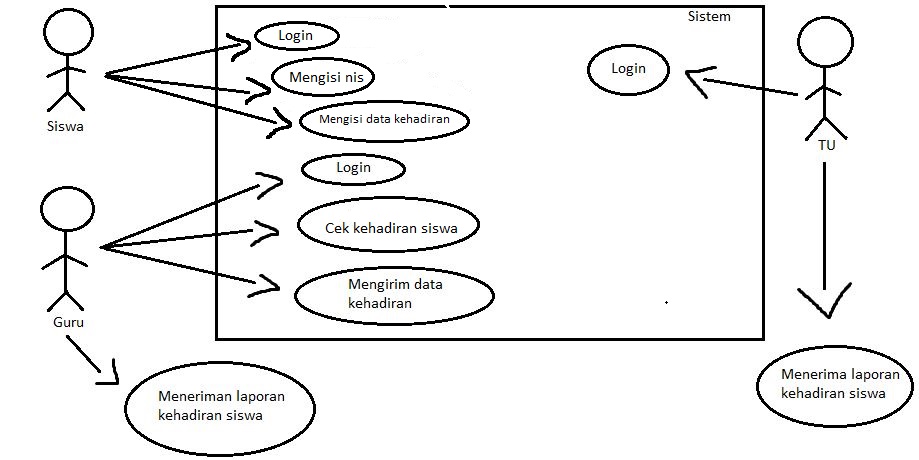 Sistem
Login
Mengisi nis
Mengisi data kehadiran
Siswa
Login
TU
Login
Cek kehadiran siswa
Mengirim data
kehadiran
Guru
Meneriman laporan
kehadiran siswa
Menerima laporan
kehadiran siswa